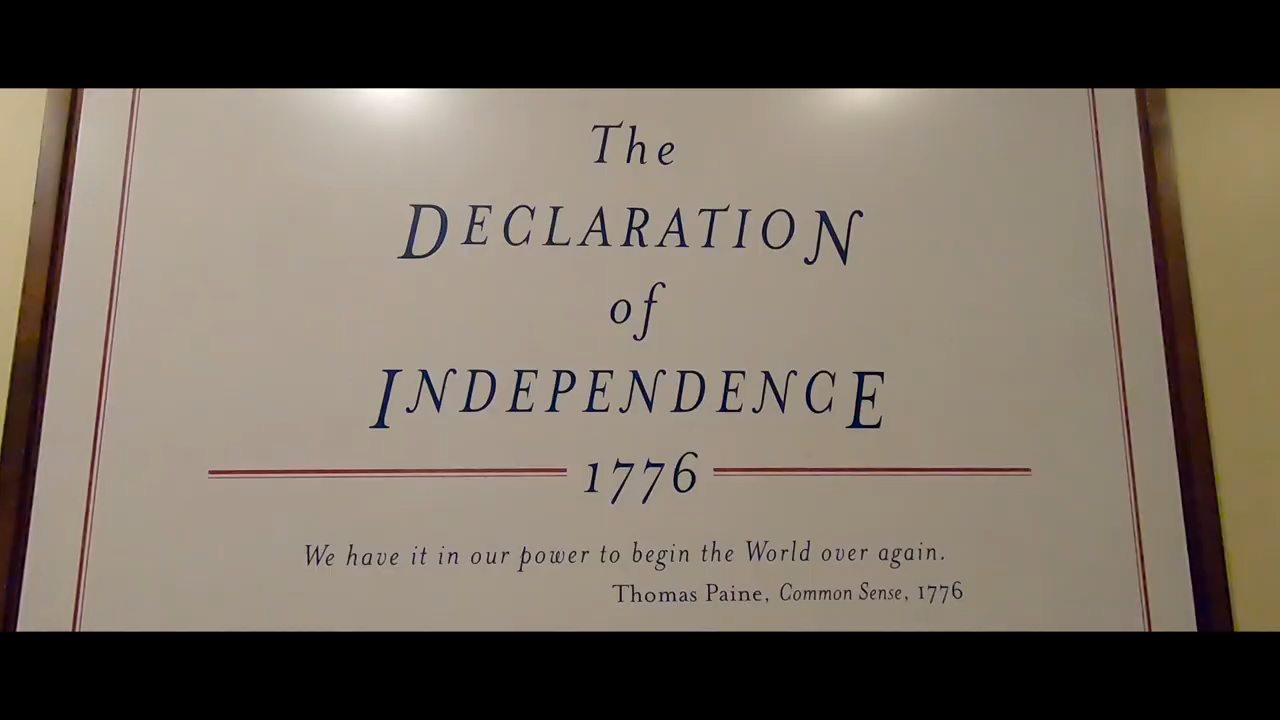 The
DECLARATION
of
INDEPENDENCE
1776
We have it in our power to begin the World over again.
Thomas Paine, Common Sense, 1776